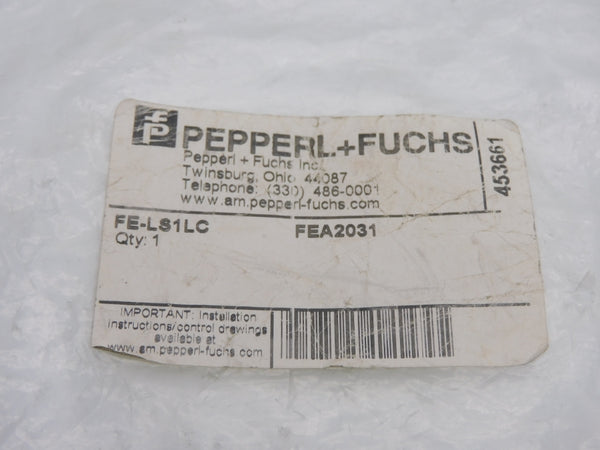 PEPPERL+FUCHS
Pepperl + Fuchs Inc.
Twinsburg, Ohio 44087
Telephone: (330) 486-0001
www.am.pepperl-fuchs.com
453661
FE-LS1LC FEA2031
Qty: 1
IMPORTANT: Installation
instructions/control drawings
available at
www.am.pepperl-fuchs.com